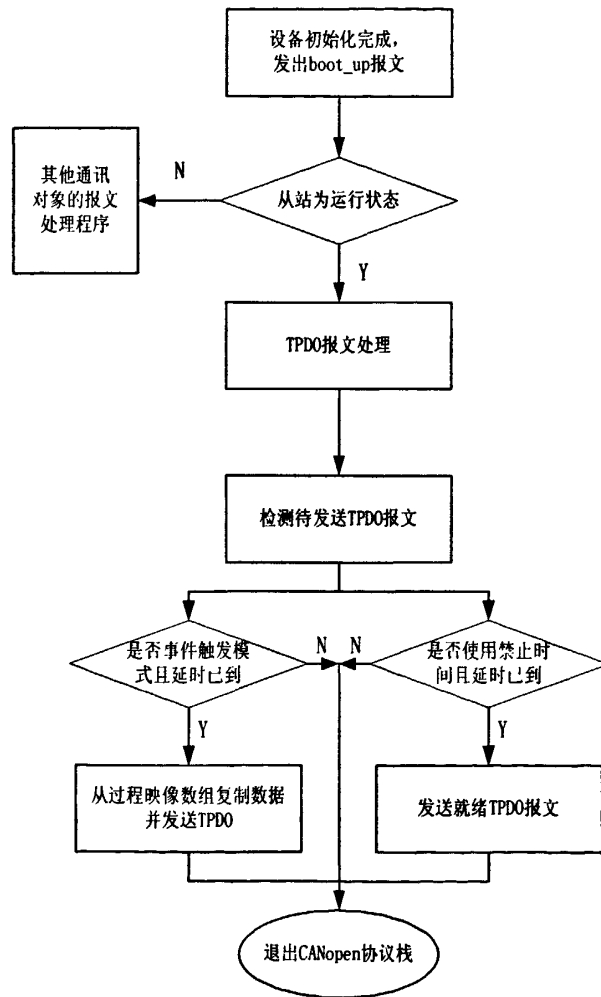 设备初始化完成，
发出boot_up报文
N
其他通讯
对象的报文
处理程序
从站为运行状态
Y
TPDO报文处理
检测待发送TPDO报文
是否事件触发模
式且延时已到
N
N
是否使用禁止时
间且延时已到
Y
Y
从过程映像数组复制数据
并发送TPDO
发送就绪TPDO报文
退出CANopen协议栈